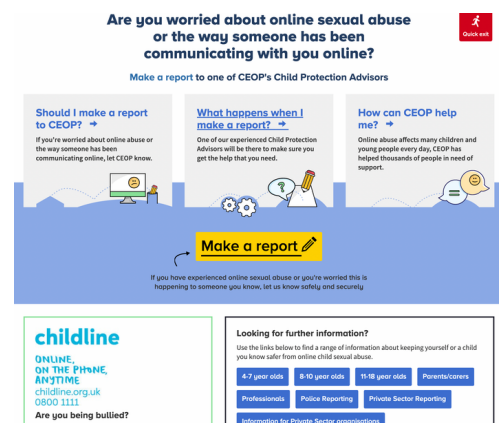 Are you worried about online sexual abuse
or the way someone has been
communicating with you online?
Quick exit
Make a report to one of CEOP's Child Protection Advisors
Should I make a report
to CEOP? →
If you're worried about online abuse or
the way someone has been
communicating online, let CEOP know.
What happens when I
make a report? →
One of our experienced Child Protection
Advisors will be there to make sure you
get the help that you need.
How can CEOP help
me? →
Online abuse affects many children and
young people every day, CEOP has
helped thousands of people in need of
support.
Make a report
If you have experienced online sexual abuse or you're worried this is
happening to someone you know, let us know safely and securely
childline
ONLINE,
ON THE PHONE,
ANYTIME
childline.org.uk
0800 1111
Are you being bullied?
Looking for further information?
Use the links below to find a range of information about keeping yourself or a child
you know safer from online child sexual abuse.
4-7 year olds
8-10 year olds
11-18 year olds
Parents/carers
Professionals
Police Reporting
Private Sector Reporting
Information for Private Sector organisations